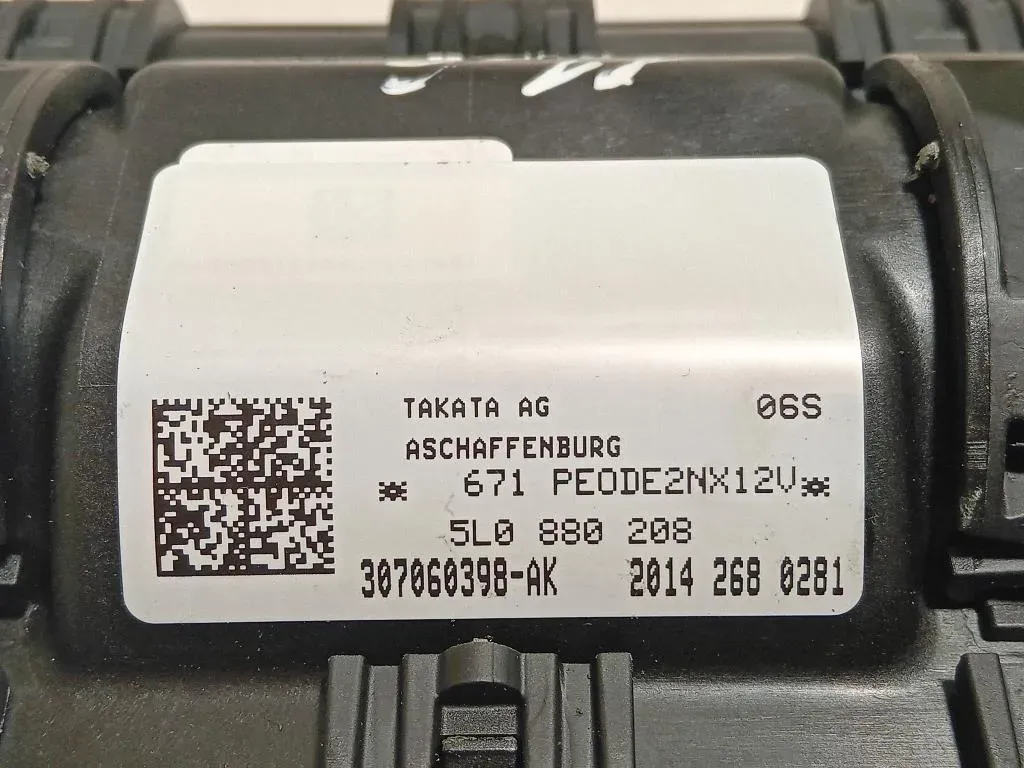 TAKATA AG 06S
ASCHAFFENBURG
* 671 PEODE2NX12V*
5L0 880 208
307060398-AK 2014 268 0281